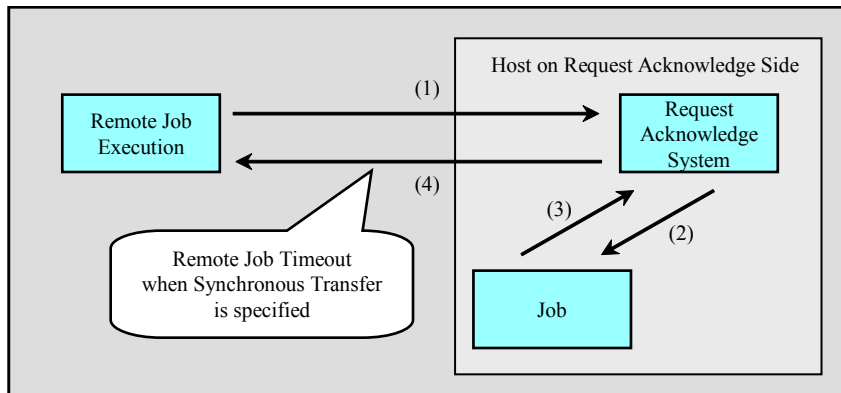 Host on Request Acknowledge Side
(1)
Remote Job
Execution
Request
Acknowledge
System
(4)
(3)
(2)
Remote Job Timeout
when Synchronous Transfer
is specified
Job